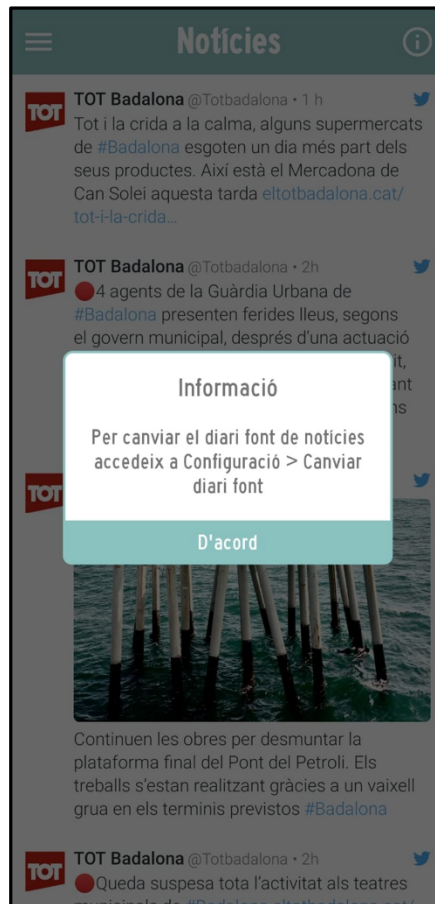 Notícies
TOT
TOT Badalona @Totbadalona • 1 h
Tot i la crida a la calma, alguns supermercats
de #Badalona esgoten un dia més part dels
seus productes. Així està el Mercadona de
Can Solei aquesta tarda eltotbadalona.cat/
tot-i-la-crida…
TOT
TOT Badalona @Totbadalona • 2h
4 agents de la Guàrdia Urbana de
#Badalona presenten ferides lleus, segons
el govern municipal, després d’una actuació
Informació
Per canviar el diari font de noticies
accedeix a Configuració > Canviar
diari font
D'acord
TOT
Continuen les obres per desmuntar la
plataforma final del Pont del Petroli. Els
treballs s’estan realitzant gràcies a un vaixell
grua en els terminis previstos #Badalona
TOT
TOT Badalona @Totbadalona • 2h
Queda suspesa tota l’activitat als teatres